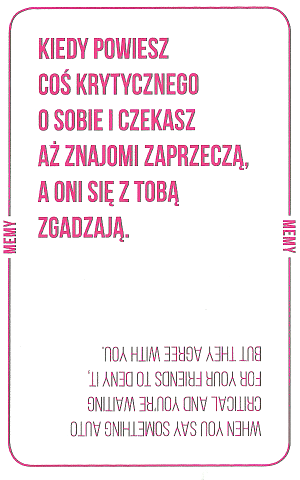 KIEDY POWIESZ
COŚ KRYTYCZNEGO
O SOBIE I CZEKASZ
AŻ ZNAJOMI ZAPRZECZĄ,
A ONI SIĘ Z TOBĄ
ZGADZAJĄ.
MEMY
MEMY
WHEN YOU SAY SOMETHING AUTO
CRITICAL AND YOU'RE WAITING
FOR YOUR FRIENDS TO DENY IT,
BUT THEY AGREE WITH YOU.